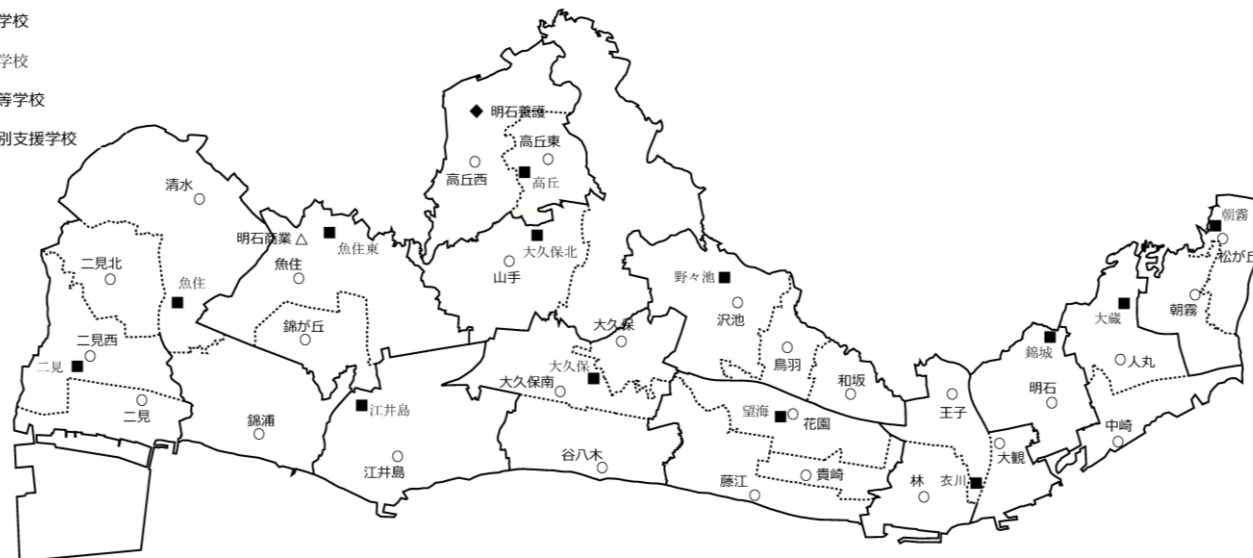 学校
学校
等学校
別支援学校
明石養護
高丘東
高丘西
高丘
清水
明石商業
魚住東
魚住
大久保北
山手
二見北
魚住
野々池
沢池
朝霧
松が丘
朝霧
大蔵
錦が丘
大久保
二見西
二見
鳥羽
錦城
人丸
大久保
大久保南
和坂
明石
王子
二見
錦浦
江井島
望海
花園
中崎
江井島
谷八木
藤江
貴崎
林
衣川
大観